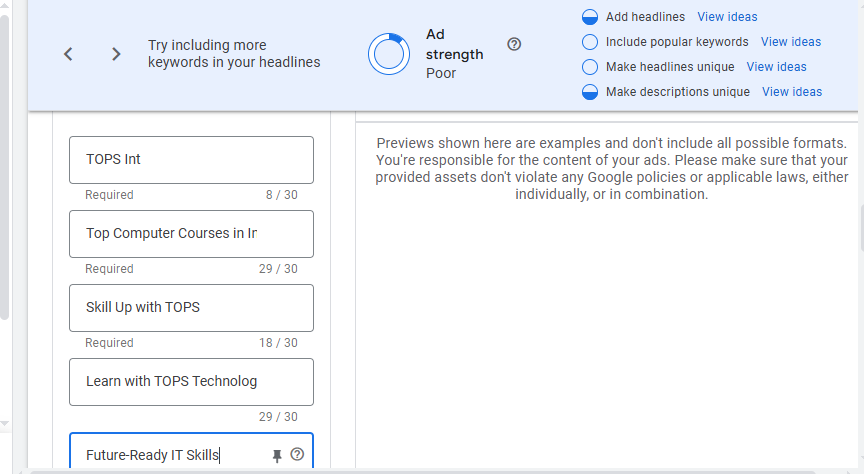 Try including more
keywords in your headlines
Ad
strength
Poor
Add headlines View ideas
Include popular keywords View ideas
Make headlines unique View ideas
Make descriptions unique View ideas
TOPS Int
Required 8 / 30
Top Computer Courses in Ir
Required 29 / 30
Skill Up with TOPS
Required 18 / 30
Learn with TOPS Technolog
29 / 30
Future-Ready IT Skills
Previews shown here are examples and don't include all possible formats.
You're responsible for the content of your ads. Please make sure that your
provided assets don't violate any Google policies or applicable laws, either
individually, or in combination.